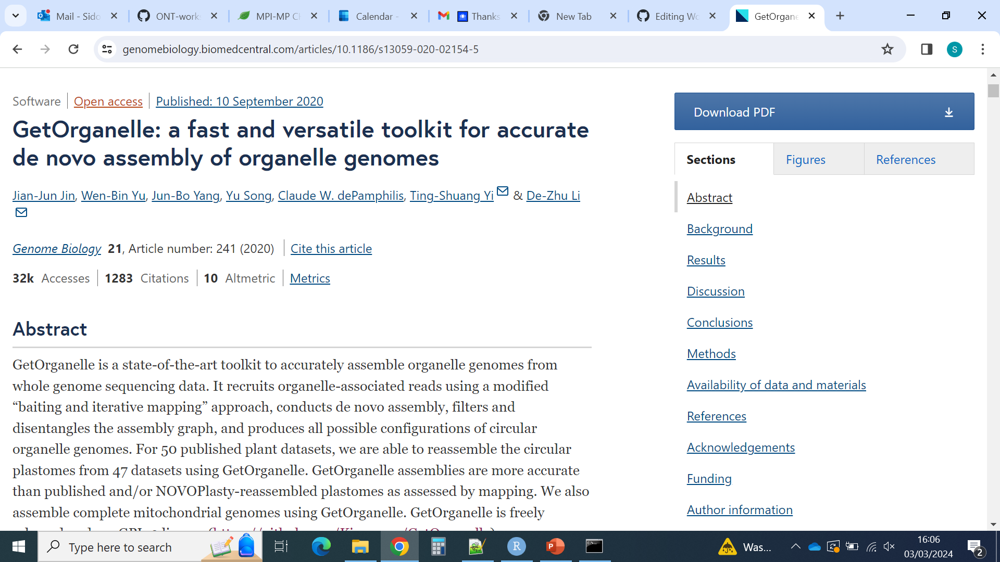 Mail - Sido
ONT-work
MPI-MP Cl
Calendar -
Thanks
New Tab
Editing Wo
GetOrgane
genomebiology.biomedcentral.com/articles/10.1186/s13059-020-02154-5
S
Software Open access Published: 10 September 2020
GetOrganelle: a fast and versatile toolkit for accurate
de novo assembly of organelle genomes
Jian-Jun Jin, Wen-Bin Yu, Jun-Bo Yang, Yu Song, Claude W. dePamphilis, Ting-Shuang Yi & De-Zhu Li
Genome Biology 21, Article number: 241 (2020) Cite this article
32k Accesses 1283 Citations 10 Altmetric Metrics
Abstract
GetOrganelle is a state-of-the-art toolkit to accurately assemble organelle genomes from
whole genome sequencing data. It recruits organelle-associated reads using a modified
“baiting and iterative mapping” approach, conducts de novo assembly, filters and
disentangles the assembly graph, and produces all possible configurations of circular
organelle genomes. For 50 published plant datasets, we are able to reassemble the circular
plastomes from 47 datasets using GetOrganelle. GetOrganelle assemblies are more accurate
than published and/or NOVOPlasty-reassembled plastomes as assessed by mapping. We also
assemble complete mitochondrial genomes using GetOrganelle. GetOrganelle is freely
Download PDF
Sections
Figures
References
Abstract
Background
Results
Discussion
Conclusions
Methods
Availability of data and materials
References
Acknowledgements
Funding
Author information
Type here to search
R
P
Was...
16:06
03/03/2024
2